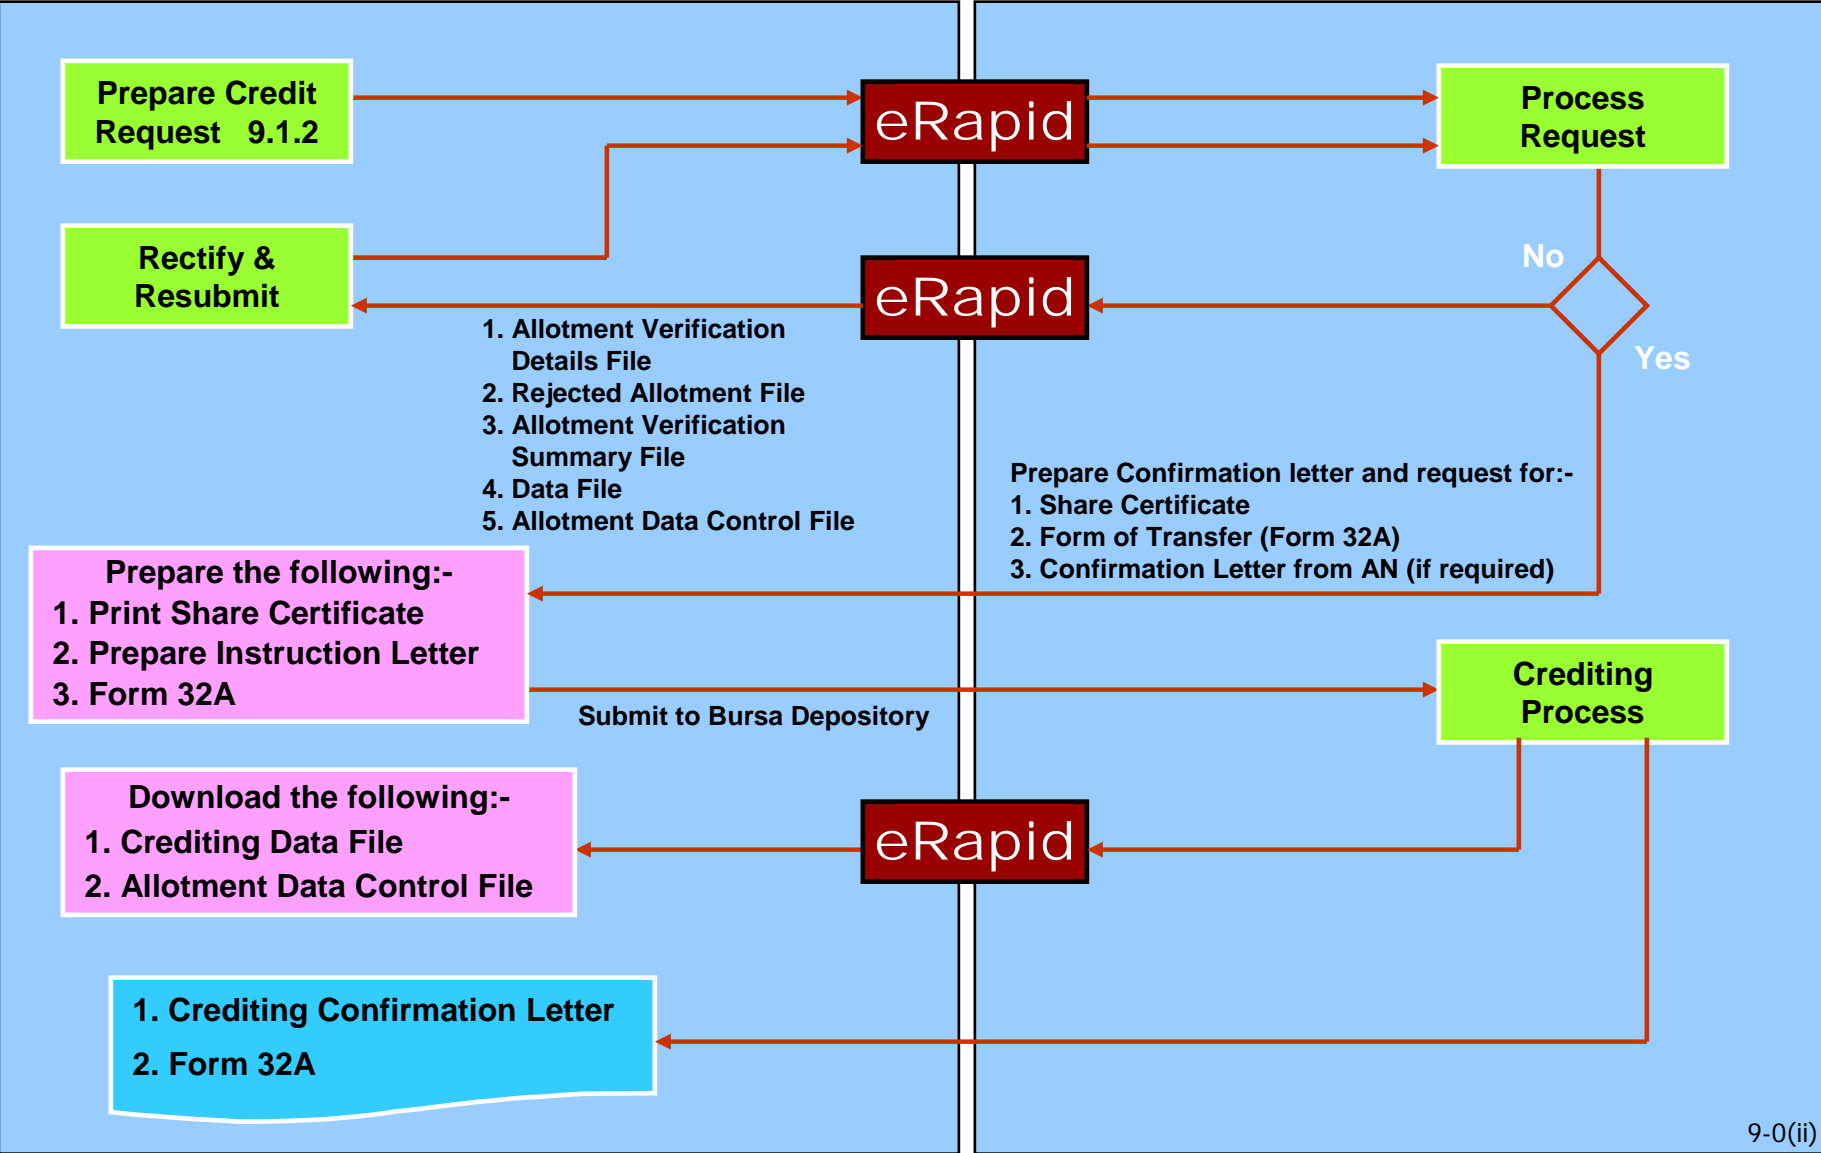 Prepare Credit
Request 9.1.2
eRapid
Process
Request
Rectify &
Resubmit
eRapid
No
Yes
1. Allotment Verification
Details File
2. Rejected Allotment File
3. Allotment Verification
Summary File
4. Data File
5. Allotment Data Control File
Prepare Confirmation letter and request for:-
1. Share Certificate
2. Form of Transfer (Form 32A)
3. Confirmation Letter from AN (if required)
Prepare the following:-
1. Print Share Certificate
2. Prepare Instruction Letter
3. Form 32A
Submit to Bursa Depository
Crediting
Process
Download the following:-
1. Crediting Data File
2. Allotment Data Control File
eRapid
1. Crediting Confirmation Letter
2. Form 32A
9-0(ii)